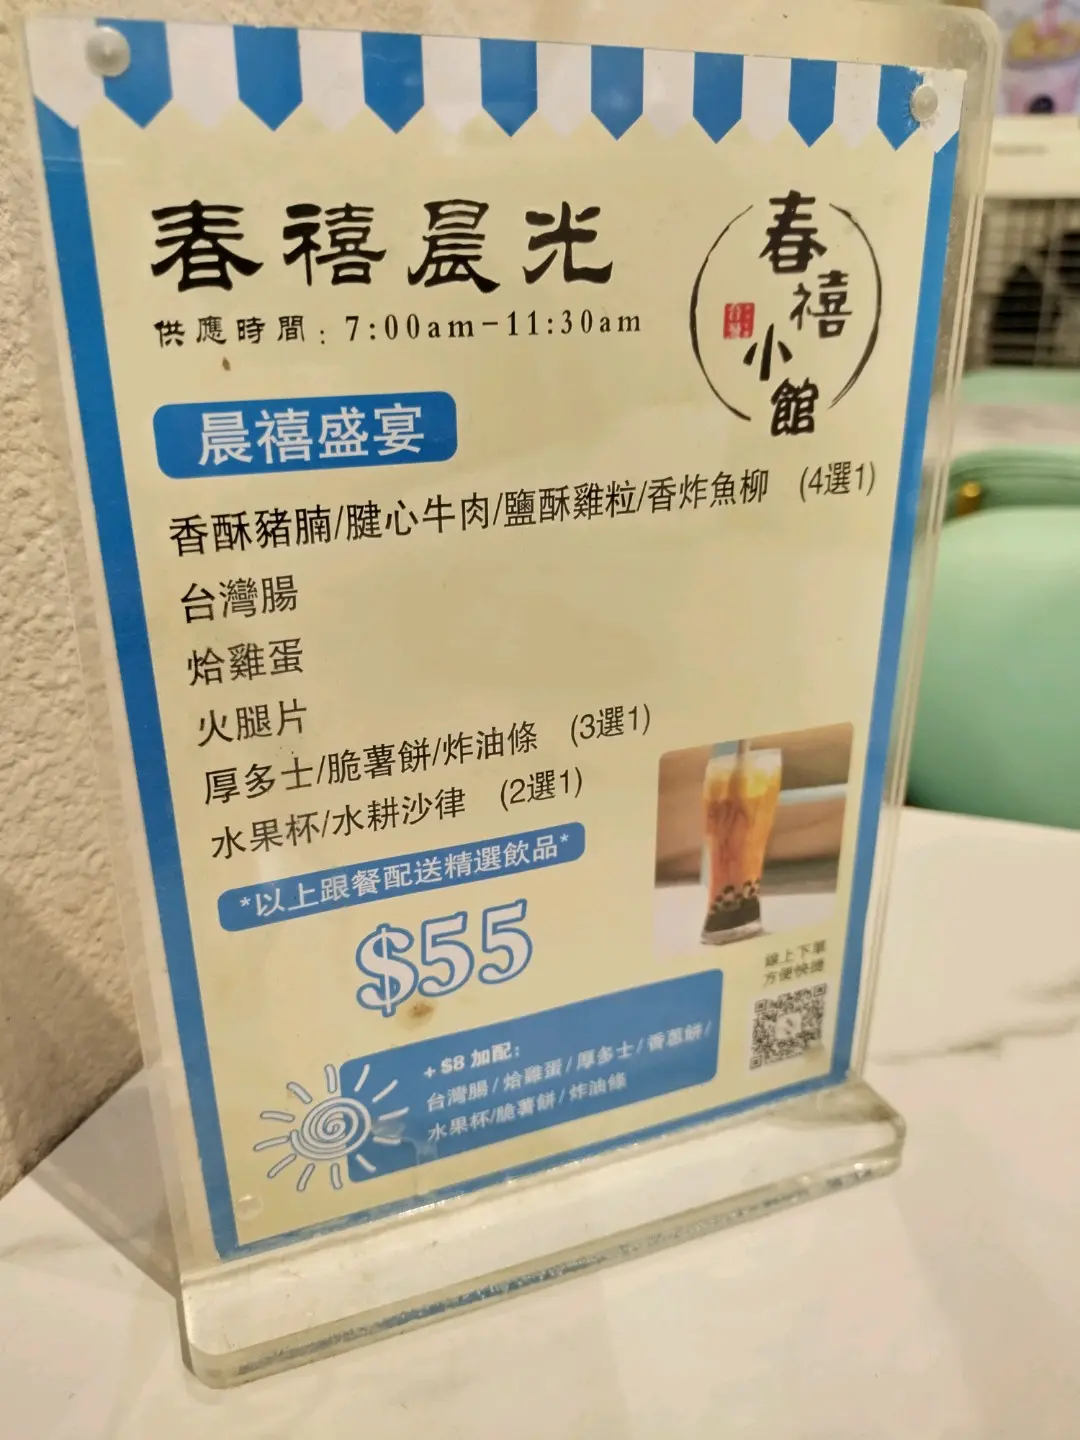 春禧晨光
供應時間：7:00am-11:30am
春禧小館
晨禧盛宴
香酥豬腩/腱心牛肉/鹽酥雞粒/香炸魚柳 (4選1)
台灣腸
烚雞蛋
火腿片
厚多士/脆薯餅/炸油條 (3選1)
水果杯/水耕沙律 (2選1)
*以上跟餐配送精選飲品*
$55
線上下單
方便快捷
+$8 加配：
台灣腸/烚雞蛋/厚多士/香蔥餅/
水果杯/脆薯餅/炸油條